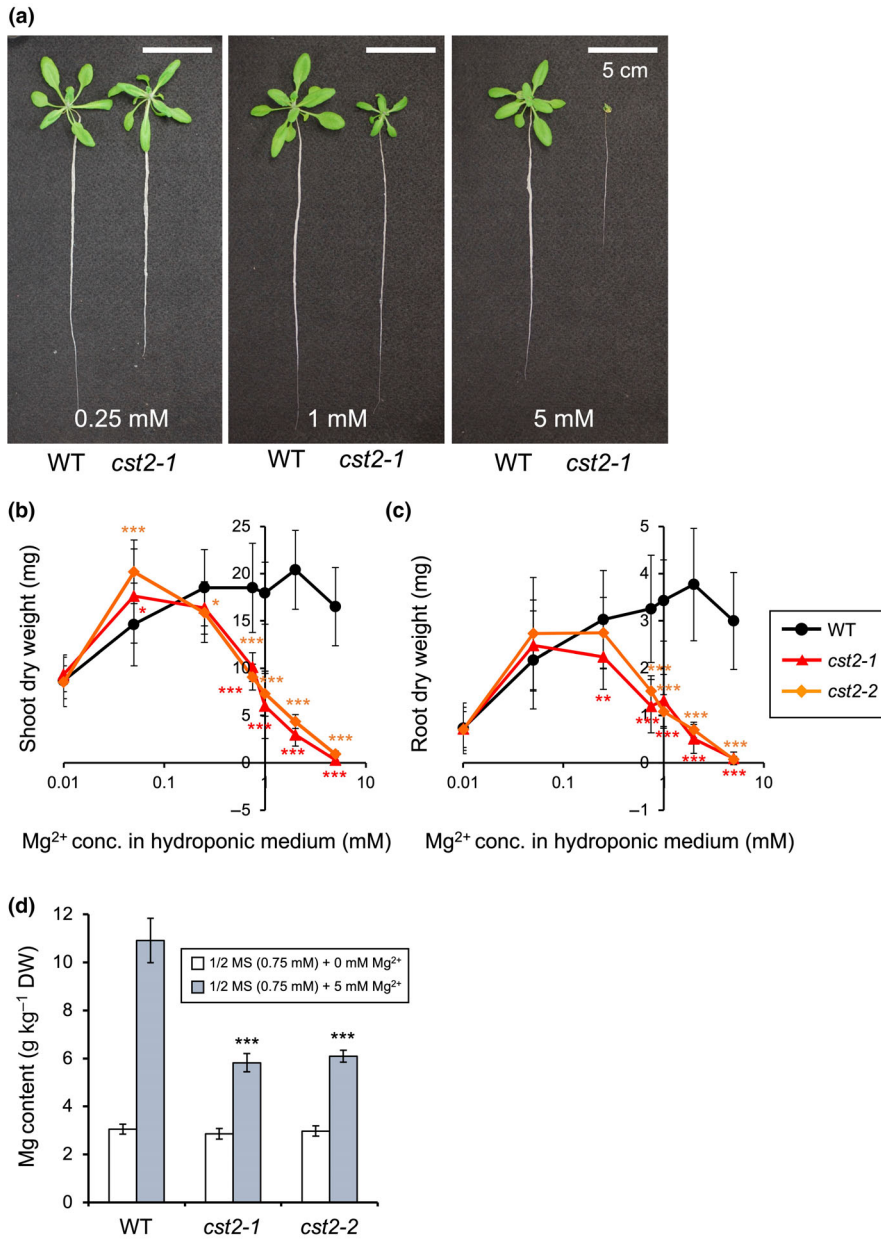 (a)
5 cm
0.25 mM
1 mM
5 mM
WT cst2-1
WT cst2-1
WT cst2-1
(b)
Shoot dry weight (mg)
25
20
15
10
5
0
–5
0.01
0.1
1
10
***
*
*
***
***
***
***
***
***
***
***
Mg²⁺ conc. in hydroponic medium (mM)
(c)
Root dry weight (mg)
5
4
3
2
1
0
–1
0.01
0.1
1
10
**
***
***
***
***
***
***
***
***
Mg²⁺ conc. in hydroponic medium (mM)
WT
cst2-1
cst2-2
(d)
Mg content (g kg⁻¹ DW)
12
10
8
6
4
2
0
1/2 MS (0.75 mM) + 0 mM Mg²⁺
1/2 MS (0.75 mM) + 5 mM Mg²⁺
***
***
WT
cst2-1
cst2-2